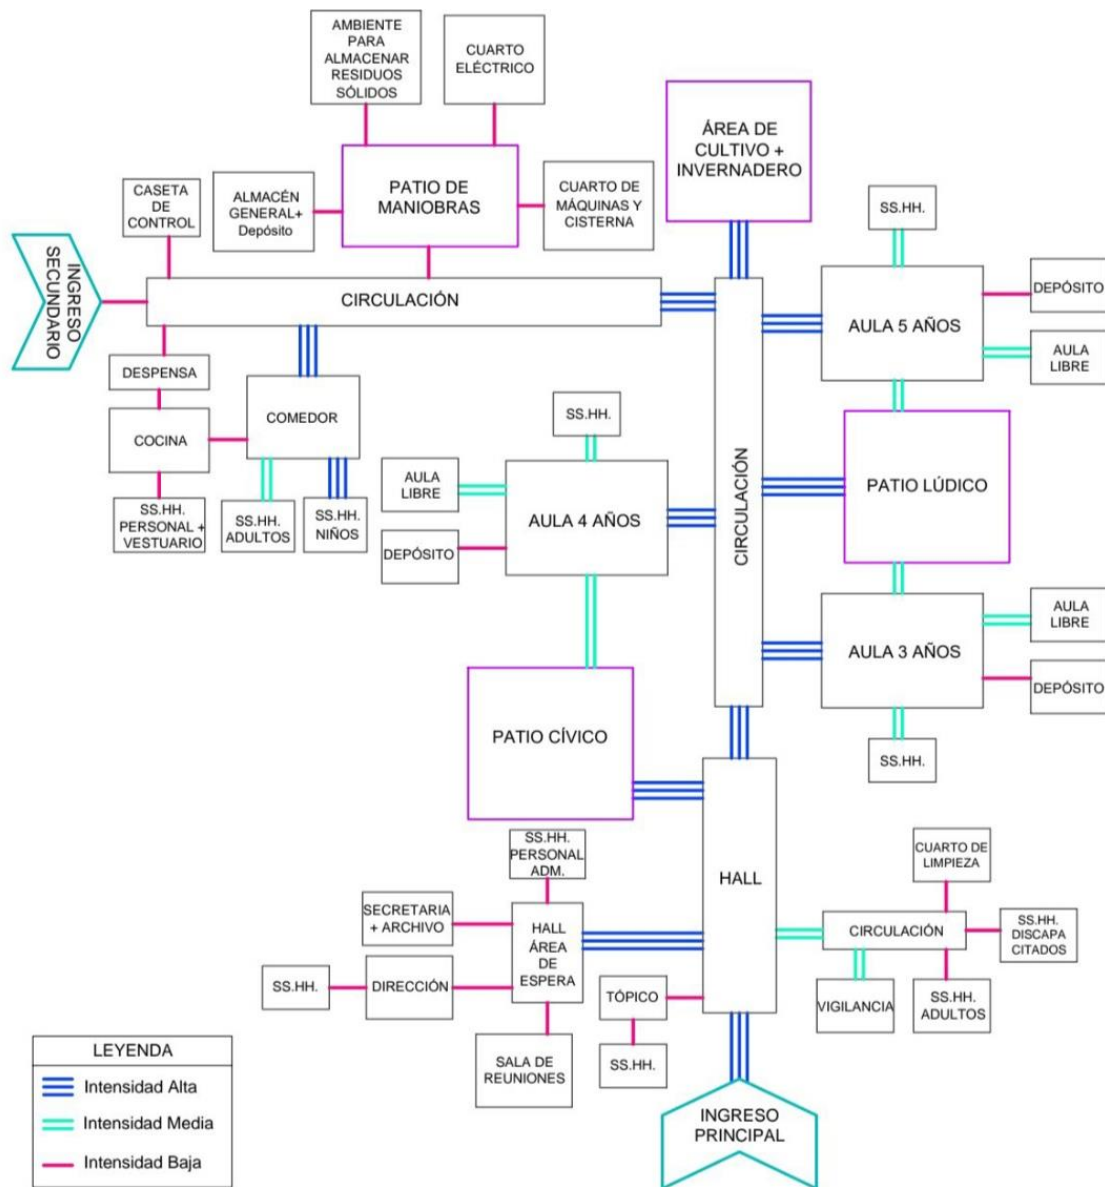 AMBIENTE
PARA
ALMACENAR
RESIDUOS
SÓLIDOS
CUARTO
ELÉCTRICO
ÁREA DE
CULTIVO +
INVERNADERO
CASETA
DE
CONTROL
ALMACÉN
GENERAL+
Depósito
PATIO DE
MANIOBRAS
CUARTO DE
MÁQUINAS Y
CISTERNA
SS.HH.
INGRESO
SECUNDARIO
CIRCULACIÓN
AULA 5 AÑOS
DEPÓSITO
AULA
LIBRE
DESPENSA
COCINA
COMEDOR
SS.HH.
PERSONAL +
VESTUARIO
SS.HH.
ADULTOS
SS.HH.
NIÑOS
SS.HH.
AULA
LIBRE
DEPÓSITO
AULA 4 AÑOS
CIRCULACIÓN
PATIO LÚDICO
AULA 3 AÑOS
AULA
LIBRE
DEPÓSITO
SS.HH.
PATIO CÍVICO
HALL
SS.HH.
PERSONAL
ADM.
SECRETARIA
+ ARCHIVO
HALL
ÁREA
DE
ESPERA
SS.HH.
DIRECCIÓN
SALA DE
REUNIONES
TÓPICO
SS.HH.
CUARTO DE
LIMPIEZA
CIRCULACIÓN
SS.HH.
DISCAPA
CITADOS
VIGILANCIA
SS.HH.
ADULTOS
INGRESO
PRINCIPAL
LEYENDA
Intensidad Alta
Intensidad Media
Intensidad Baja